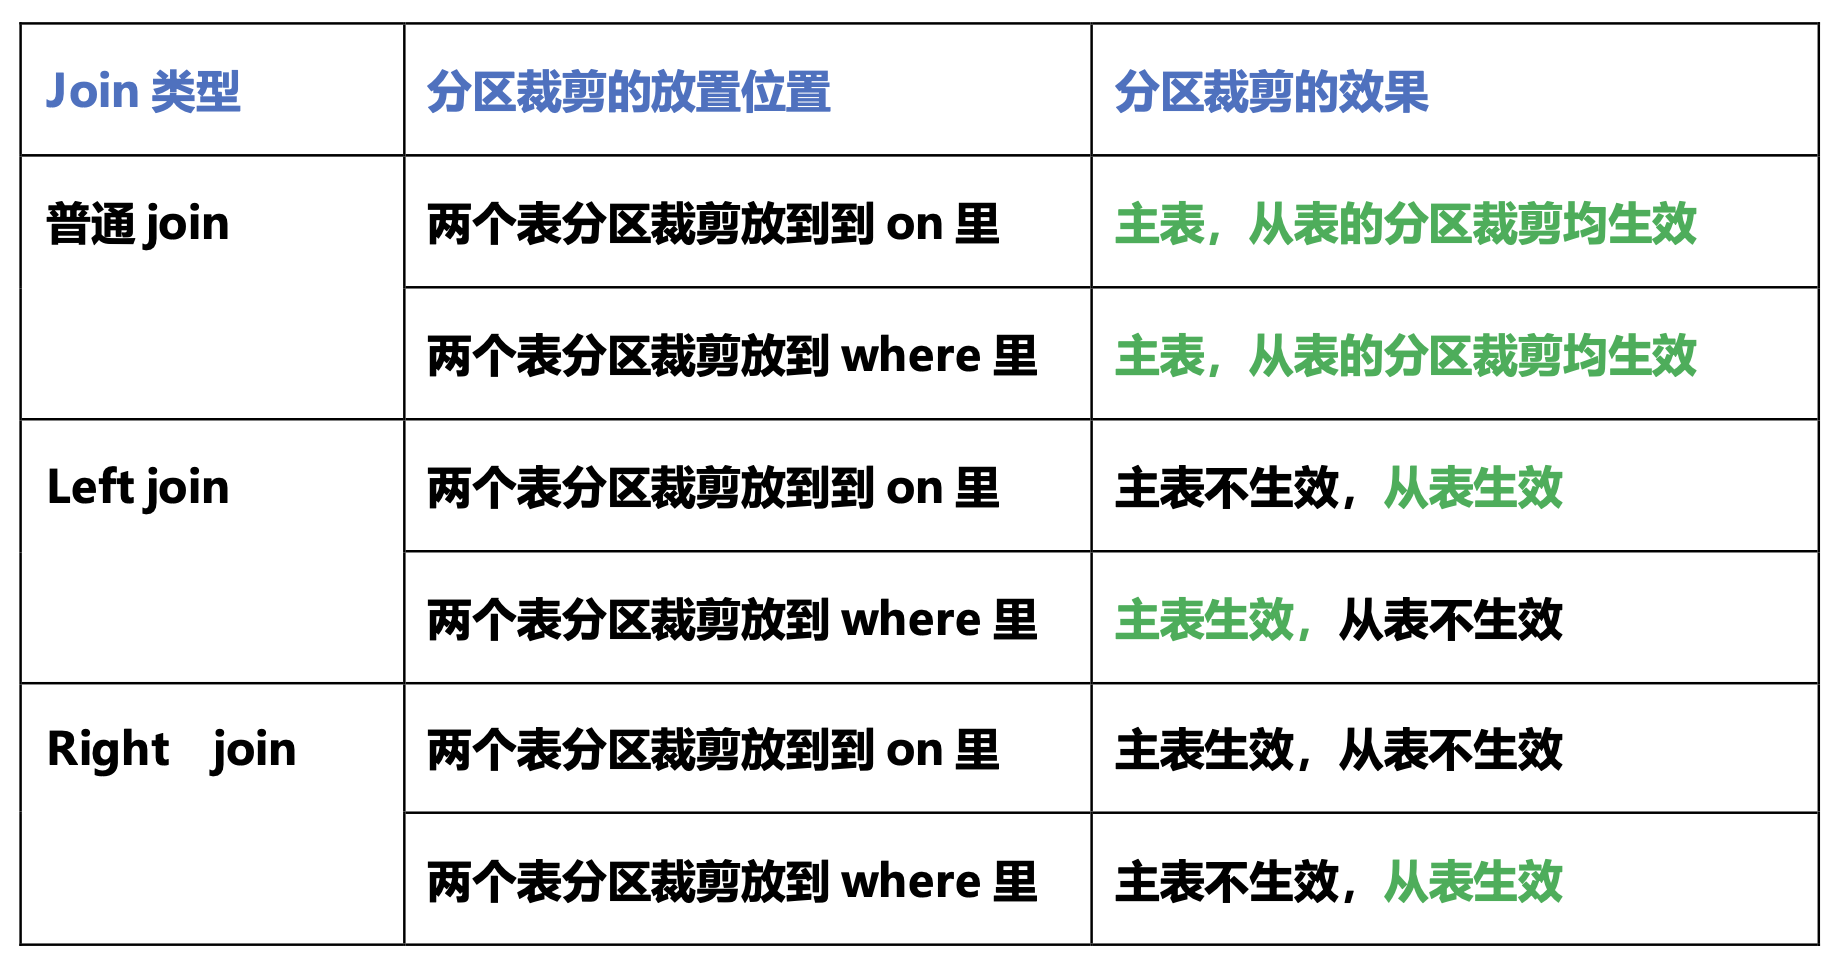 Join 类型 分区裁剪的放置位置 分区裁剪的效果
普通 join 两个表分区裁剪放到到 on 里 主表，从表的分区裁剪均生效
两个表分区裁剪放到 where 里 主表，从表的分区裁剪均生效
Left join 两个表分区裁剪放到到 on 里 主表不生效，从表生效
两个表分区裁剪放到 where 里 主表生效，从表不生效
Right join 两个表分区裁剪放到到 on 里 主表生效，从表不生效
两个表分区裁剪放到 where 里 主表不生效，从表生效